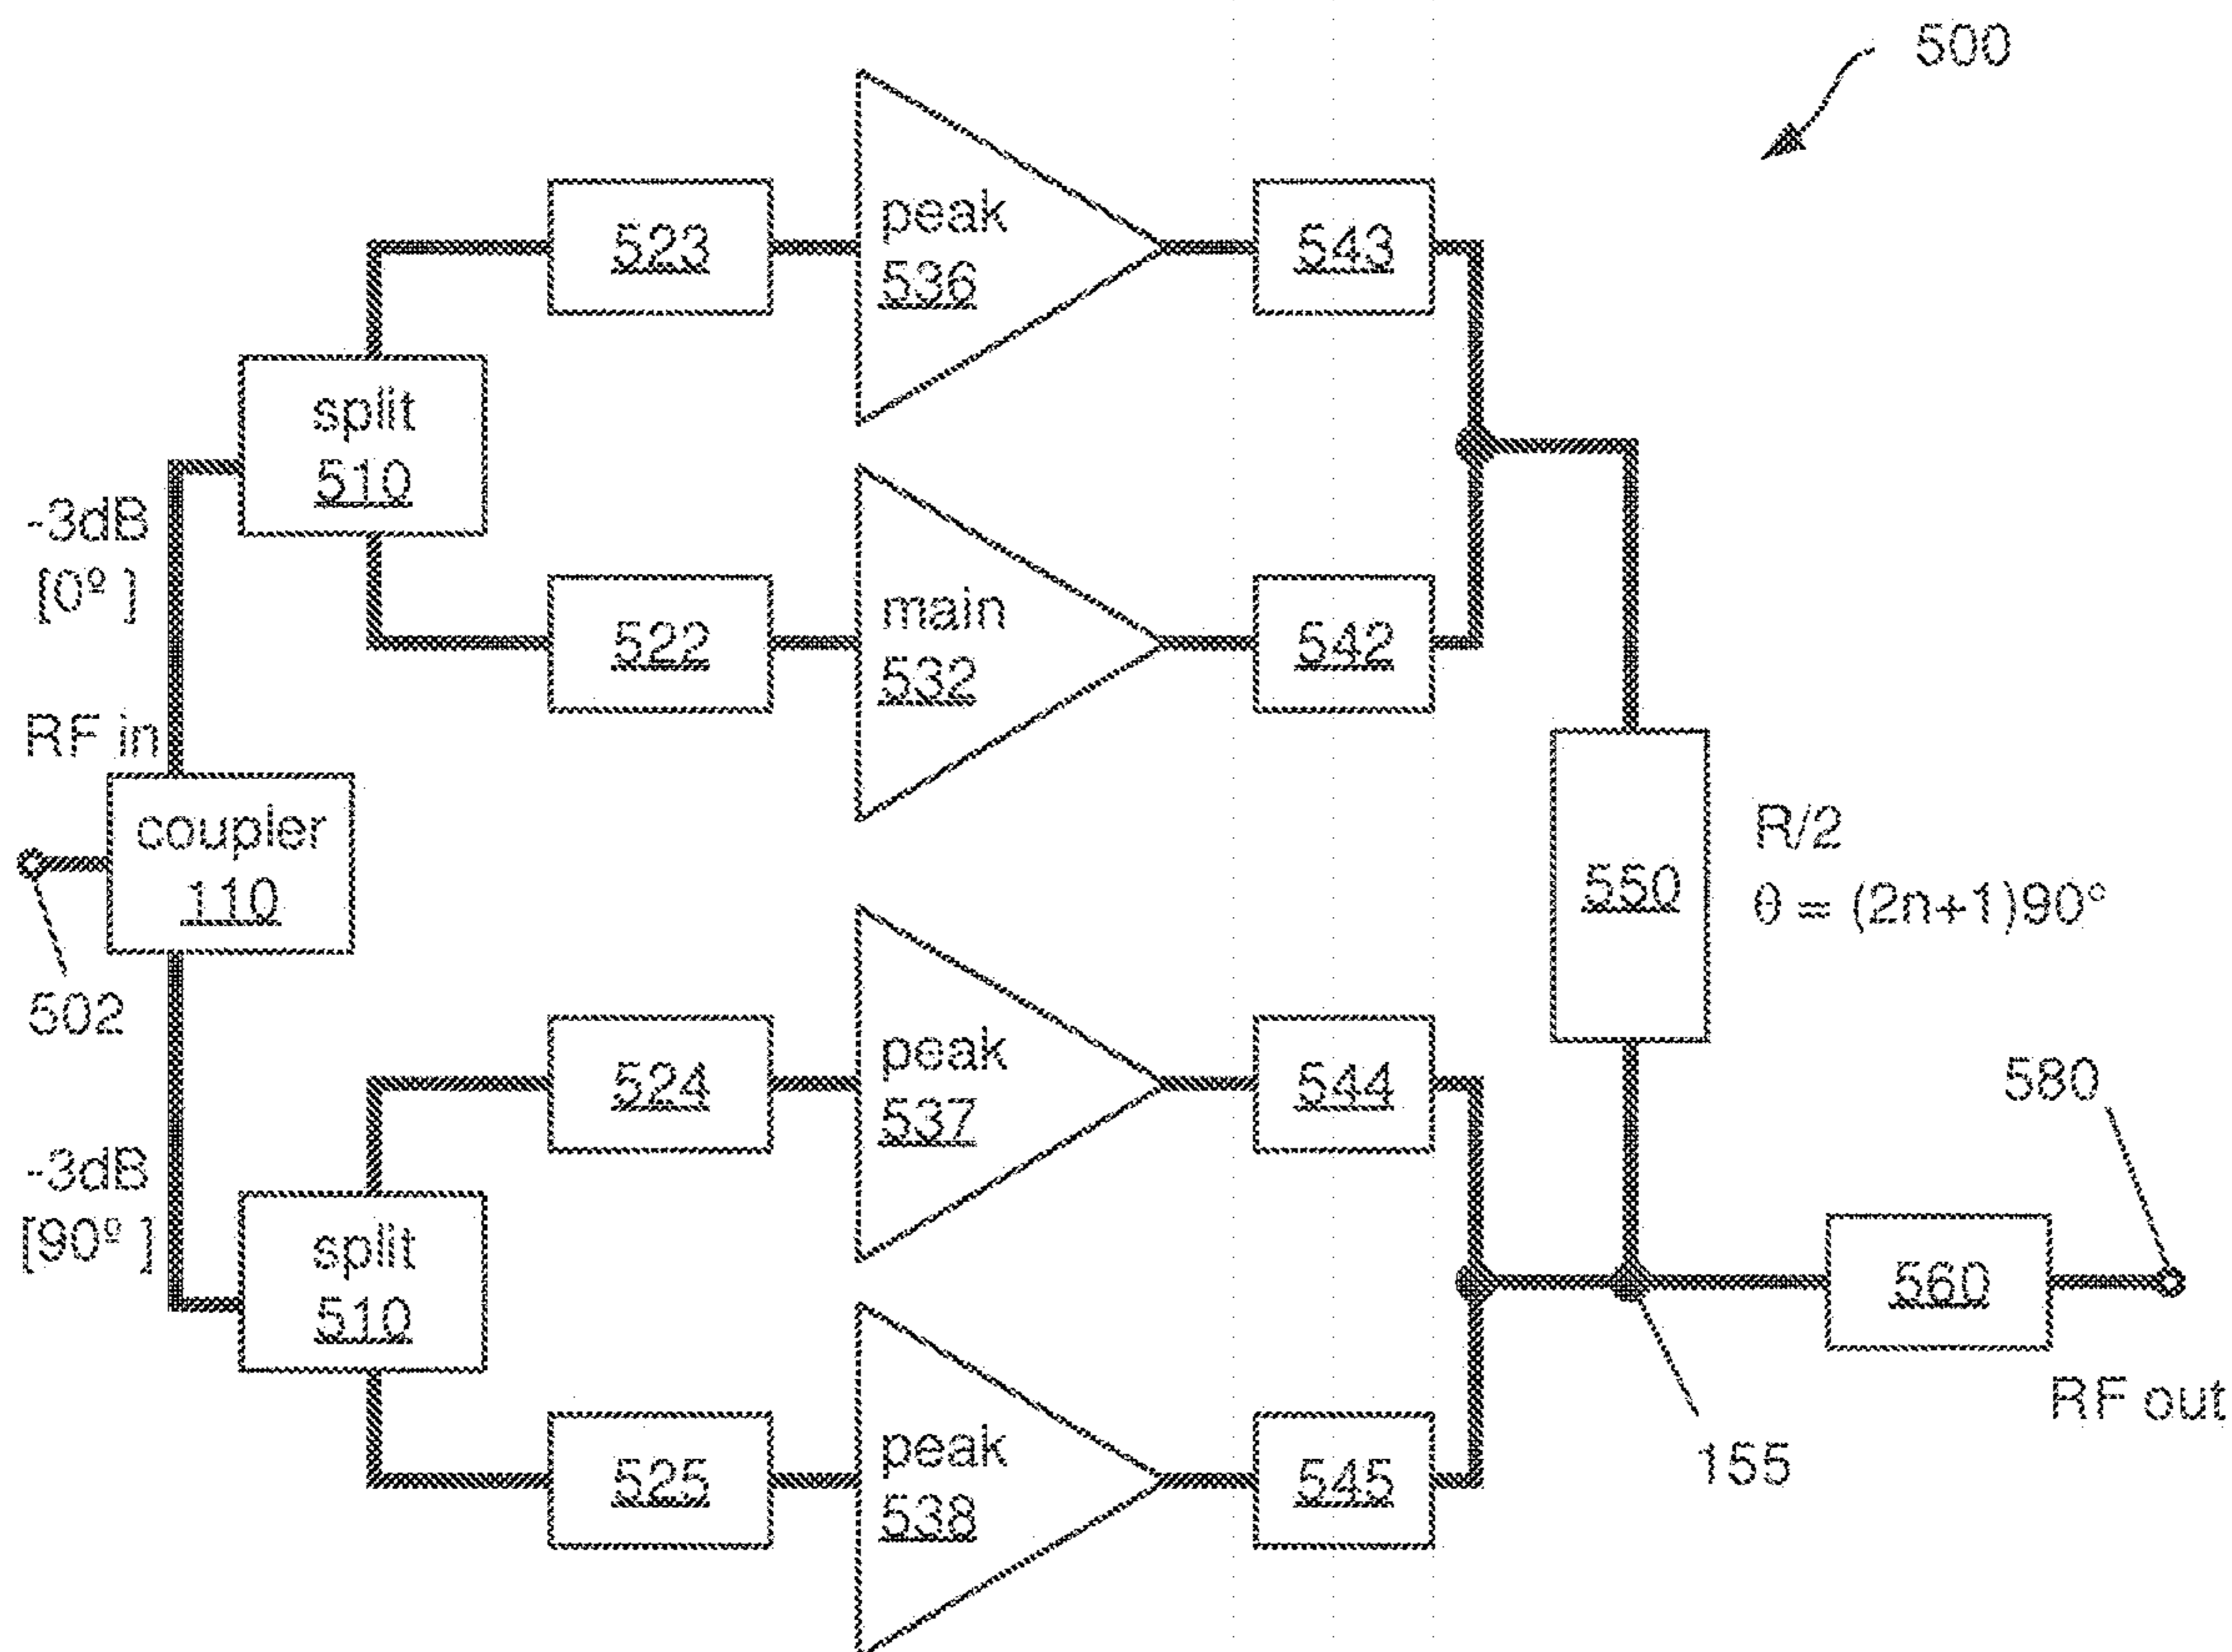 500
peak
536
523
543
split
510
-3dB
[0º ]
main
532
522
542
RF in
coupler
110
502
550
R/2
θ = (2n+1)90°
peak
537
524
544
580
-3dB
[90º ]
split
510
560
RF out
155
peak
538
525
545